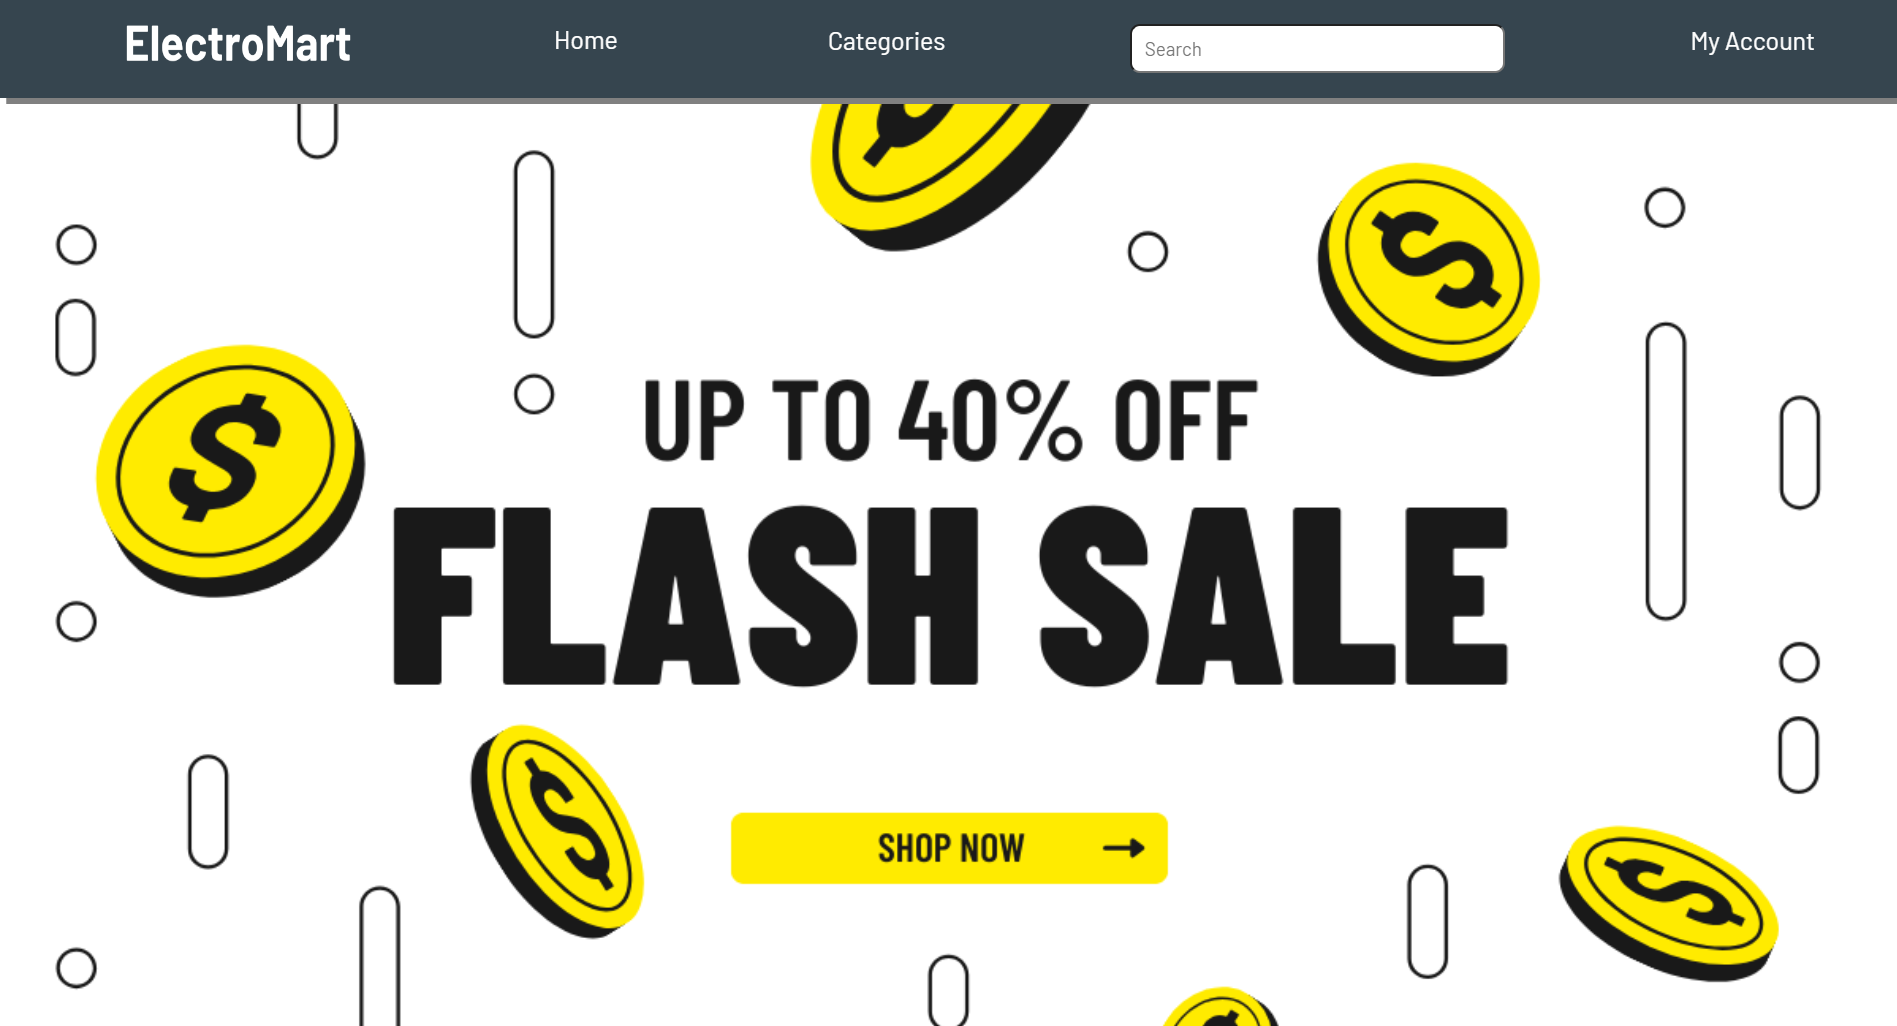 ElectroMart
Home
Categories
Search
My Account
UP TO 40% OFF
FLASH SALE
SHOP NOW